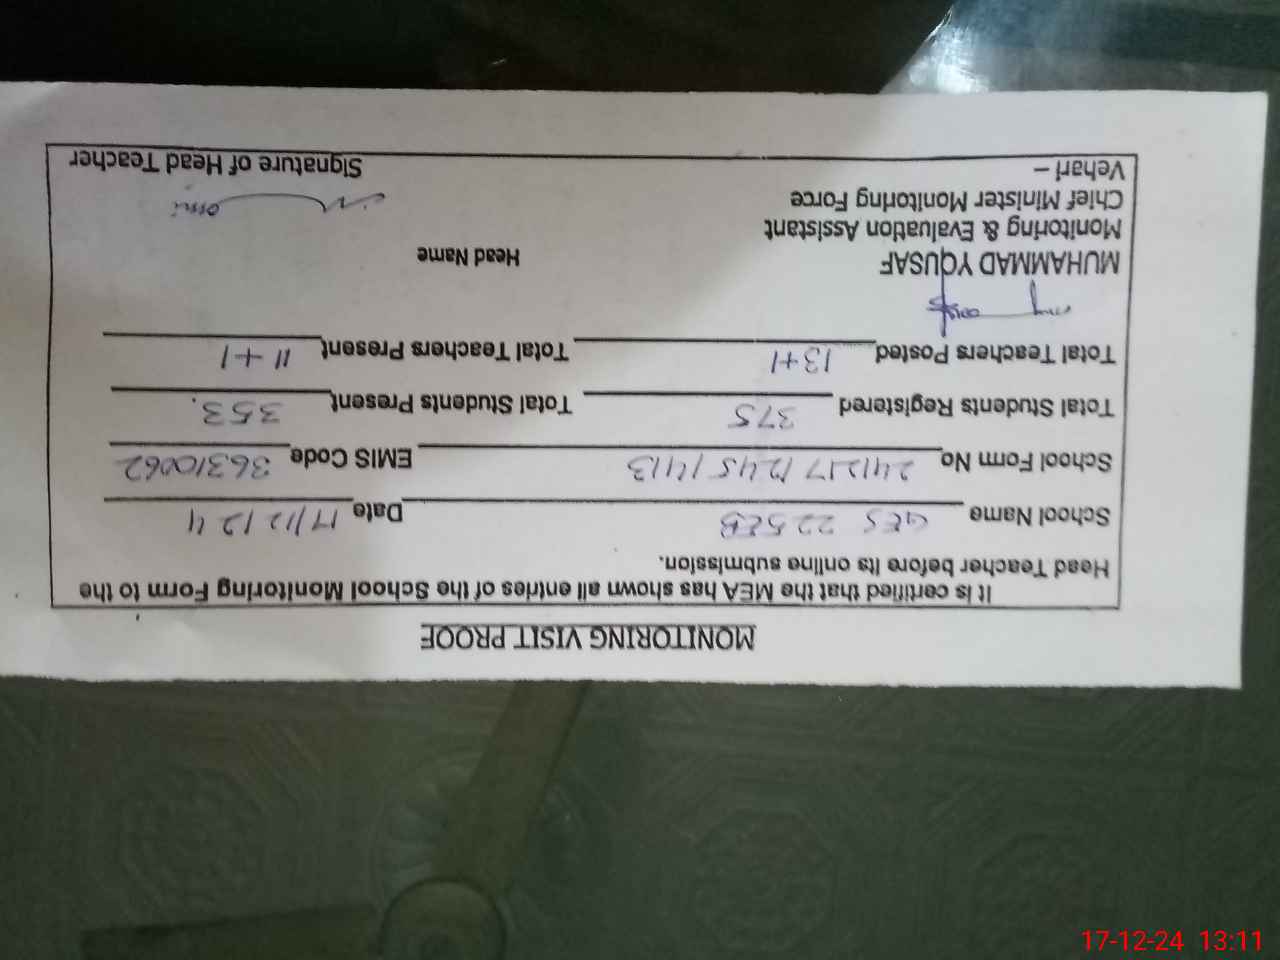 MONITORING VISIT PROOF
It is certified that the MEA has shown all entries of the School Monitoring Form to the
Head Teacher before its online submission.
School Name GES 225EB Date 17/12/24
School Form No 241217/245/413 EMIS Code 36310062
Total Students Registered 375 Total Students Present 353.
Total Teachers Posted 13+1 Total Teachers Present 11+1
MUHAMMAD YOUSAF Head Name
Monitoring & Evaluation Assistant
Chief Minister Monitoring Force
Vehari – Signature of Head Teacher
17-12-24 13:11